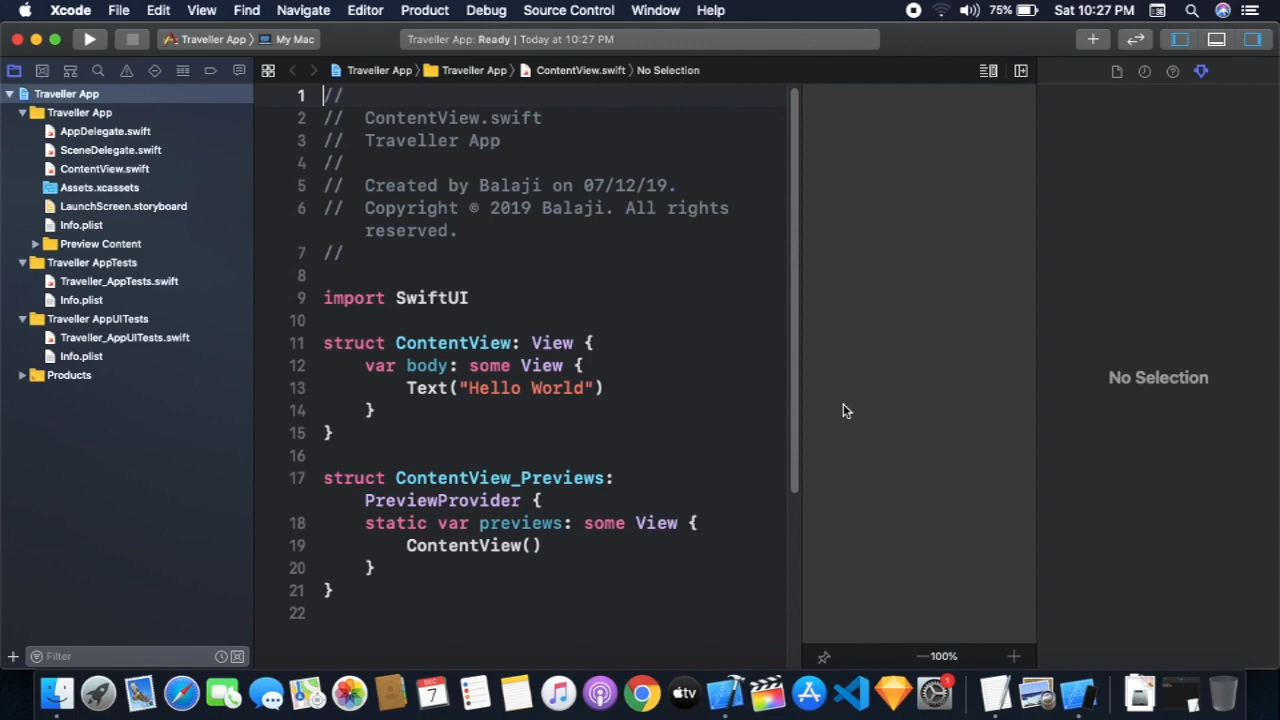 Xcode File Edit View Find Navigate Editor Product Debug Source Control Window Help 75% Sat 10:27 PM
Traveller App My Mac Traveller App: Ready | Today at 10:27 PM
Traveller App Traveller App ContentView.swift No Selection
Traveller App
Traveller App
AppDelegate.swift
SceneDelegate.swift
ContentView.swift
Assets.xcassets
LaunchScreen.storyboard
Info.plist
Preview Content
Traveller AppTests
Traveller_AppTests.swift
Info.plist
Traveller AppUITests
Traveller_AppUITests.swift
Info.plist
Products
Filter
1 //
2 // ContentView.swift
3 // Traveller App
4 //
5 // Created by Balaji on 07/12/19.
6 // Copyright © 2019 Balaji. All rights
reserved.
7 //
8
9 import SwiftUI
10
11 struct ContentView: View {
12 var body: some View {
13 Text("Hello World")
14 }
15 }
16
17 struct ContentView_Previews:
PreviewProvider {
18 static var previews: some View {
19 ContentView()
20 }
21 }
22
100%
No Selection
DEC
7
tv
1